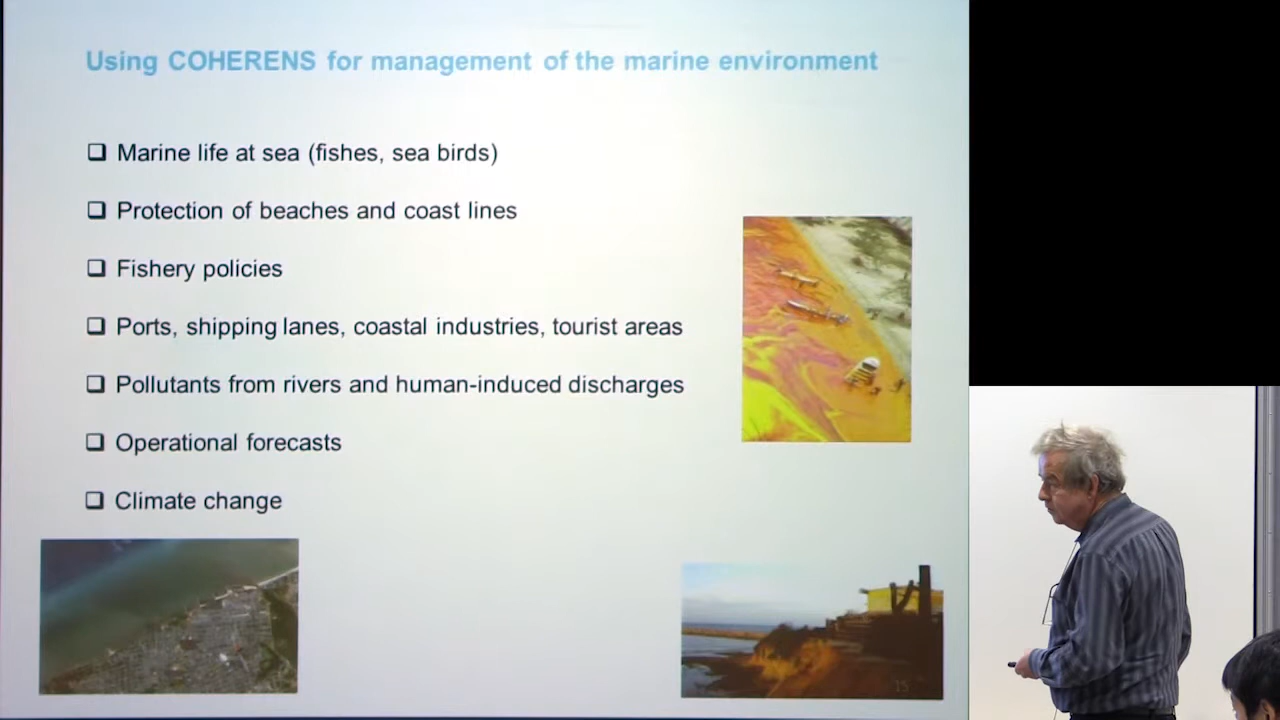 Using COHERENS for management of the marine environment
Marine life at sea (fishes, sea birds)
Protection of beaches and coast lines
Fishery policies
Ports, shipping lanes, coastal industries, tourist areas
Pollutants from rivers and human-induced discharges
Operational forecasts
Climate change
15